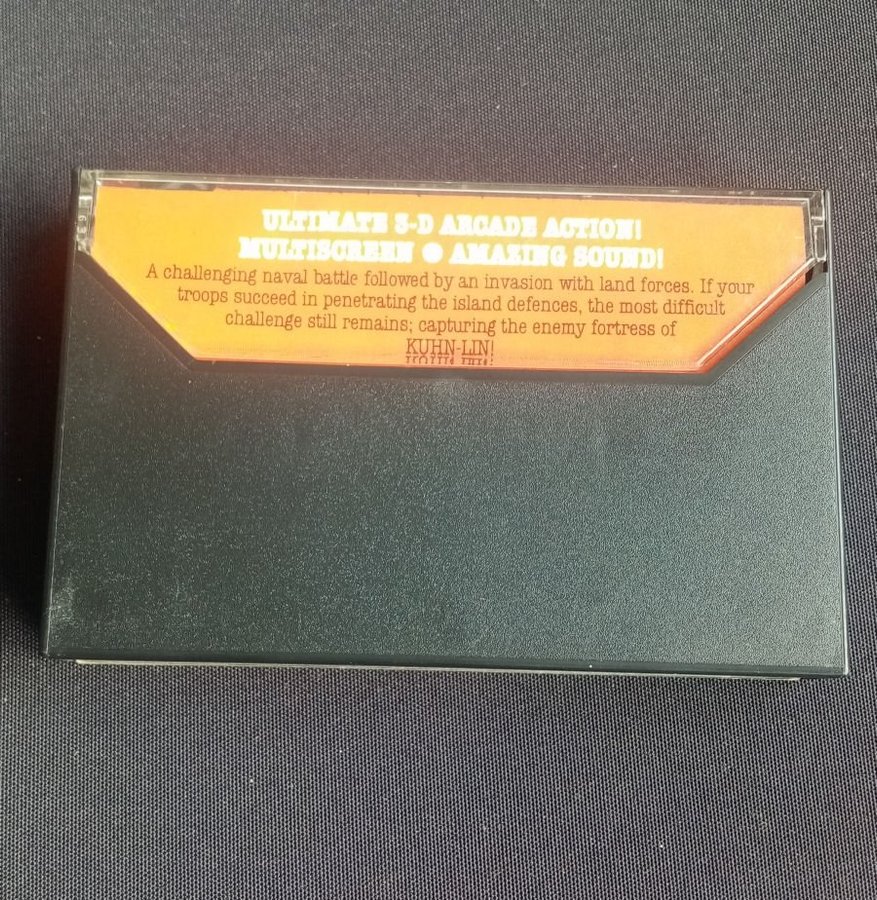 ULTIMATE 3-D ARCADE ACTION!
MULTISCREEN ● AMAZING SOUND!
A challenging naval battle followed by an invasion with land forces. If your
troops succeed in penetrating the island defences, the most difficult
challenge still remains; capturing the enemy fortress of
KUHN-LIN!